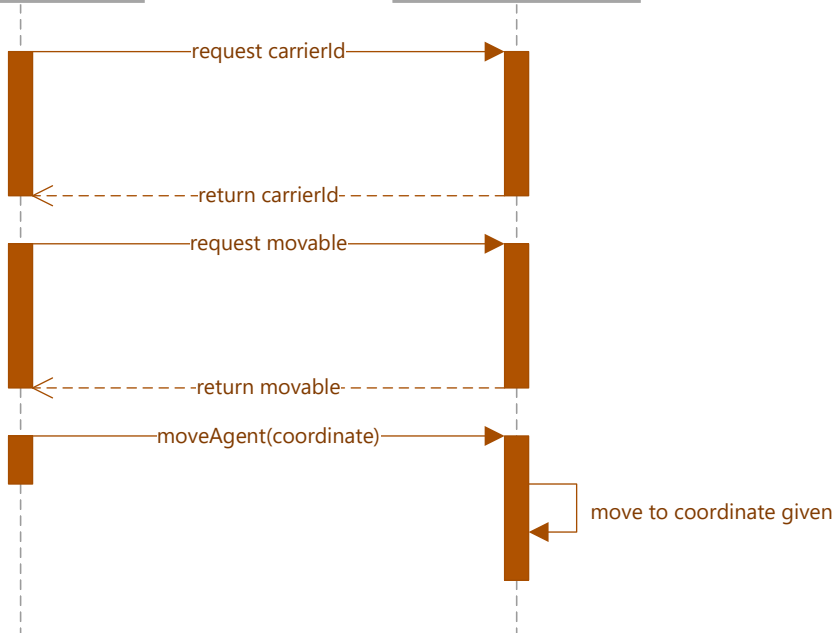 request carrierId
return carrierId
request movable
return movable
moveAgent(coordinate)
move to coordinate given